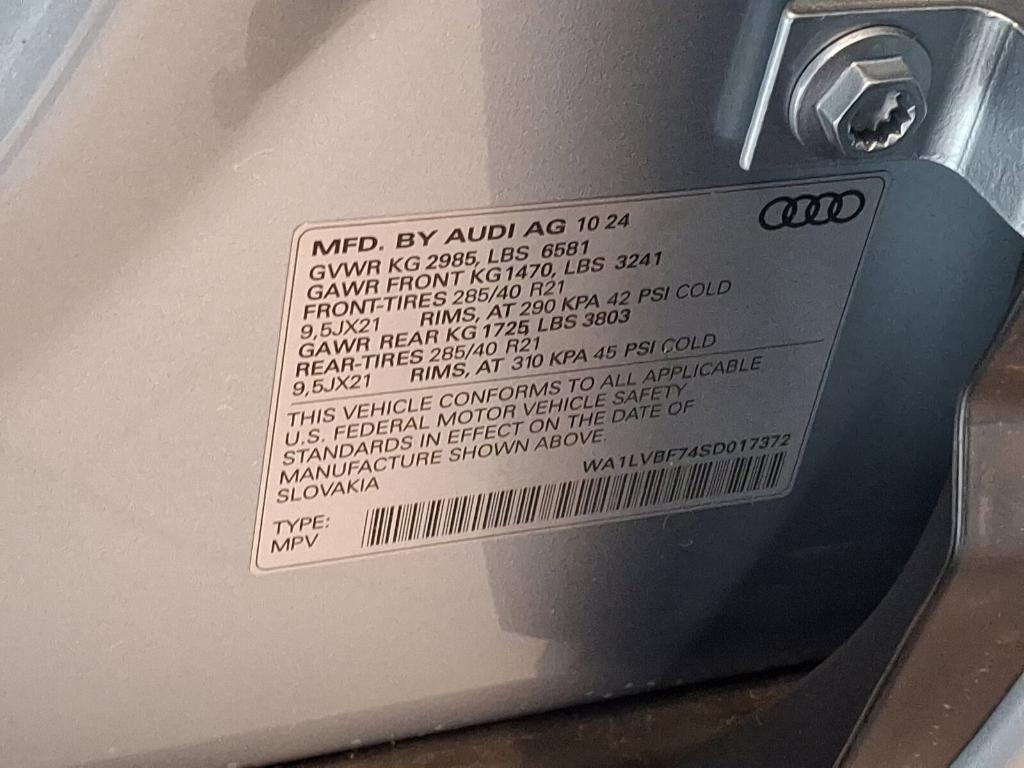 MFD. BY AUDI AG 10 24
GVWR KG 2985, LBS 6581
GAWR FRONT KG1470, LBS 3241
FRONT-TIRES 285/40 R21
9,5JX21 RIMS, AT 290 KPA 42 PSI COLD
GAWR REAR KG 1725 LBS 3803
REAR-TIRES 285/40 R21
9,5JX21 RIMS, AT 310 KPA 45 PSI COLD
THIS VEHICLE CONFORMS TO ALL APPLICABLE
U.S. FEDERAL MOTOR VEHICLE SAFETY
STANDARDS IN EFFECT ON THE DATE OF
MANUFACTURE SHOWN ABOVE.
SLOVAKIA WA1LVBF74SD017372
TYPE:
MPV